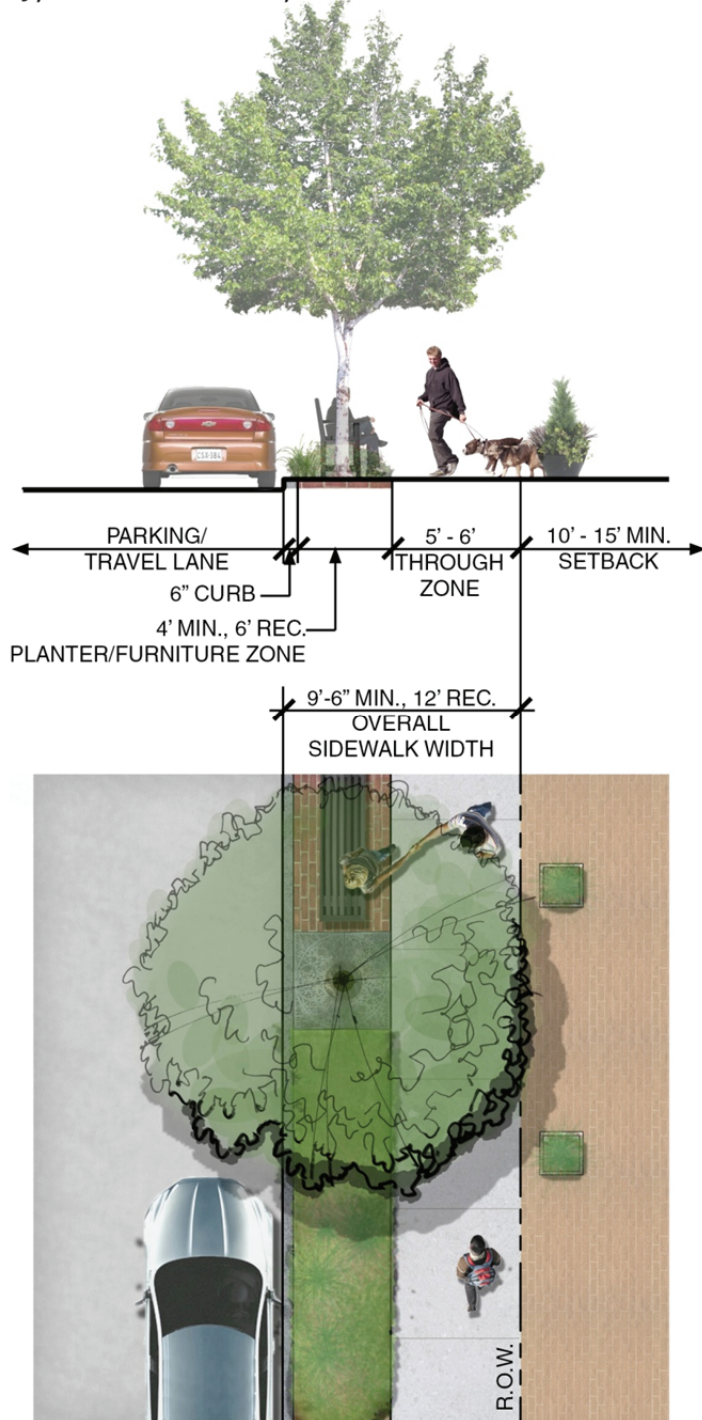 PARKING/
TRAVEL LANE
5' - 6'
THROUGH
ZONE
10' - 15' MIN.
SETBACK
6” CURB
4' MIN., 6' REC.
PLANTER/FURNITURE ZONE
9'-6” MIN., 12' REC.
OVERALL
SIDEWALK WIDTH
R.O.W.